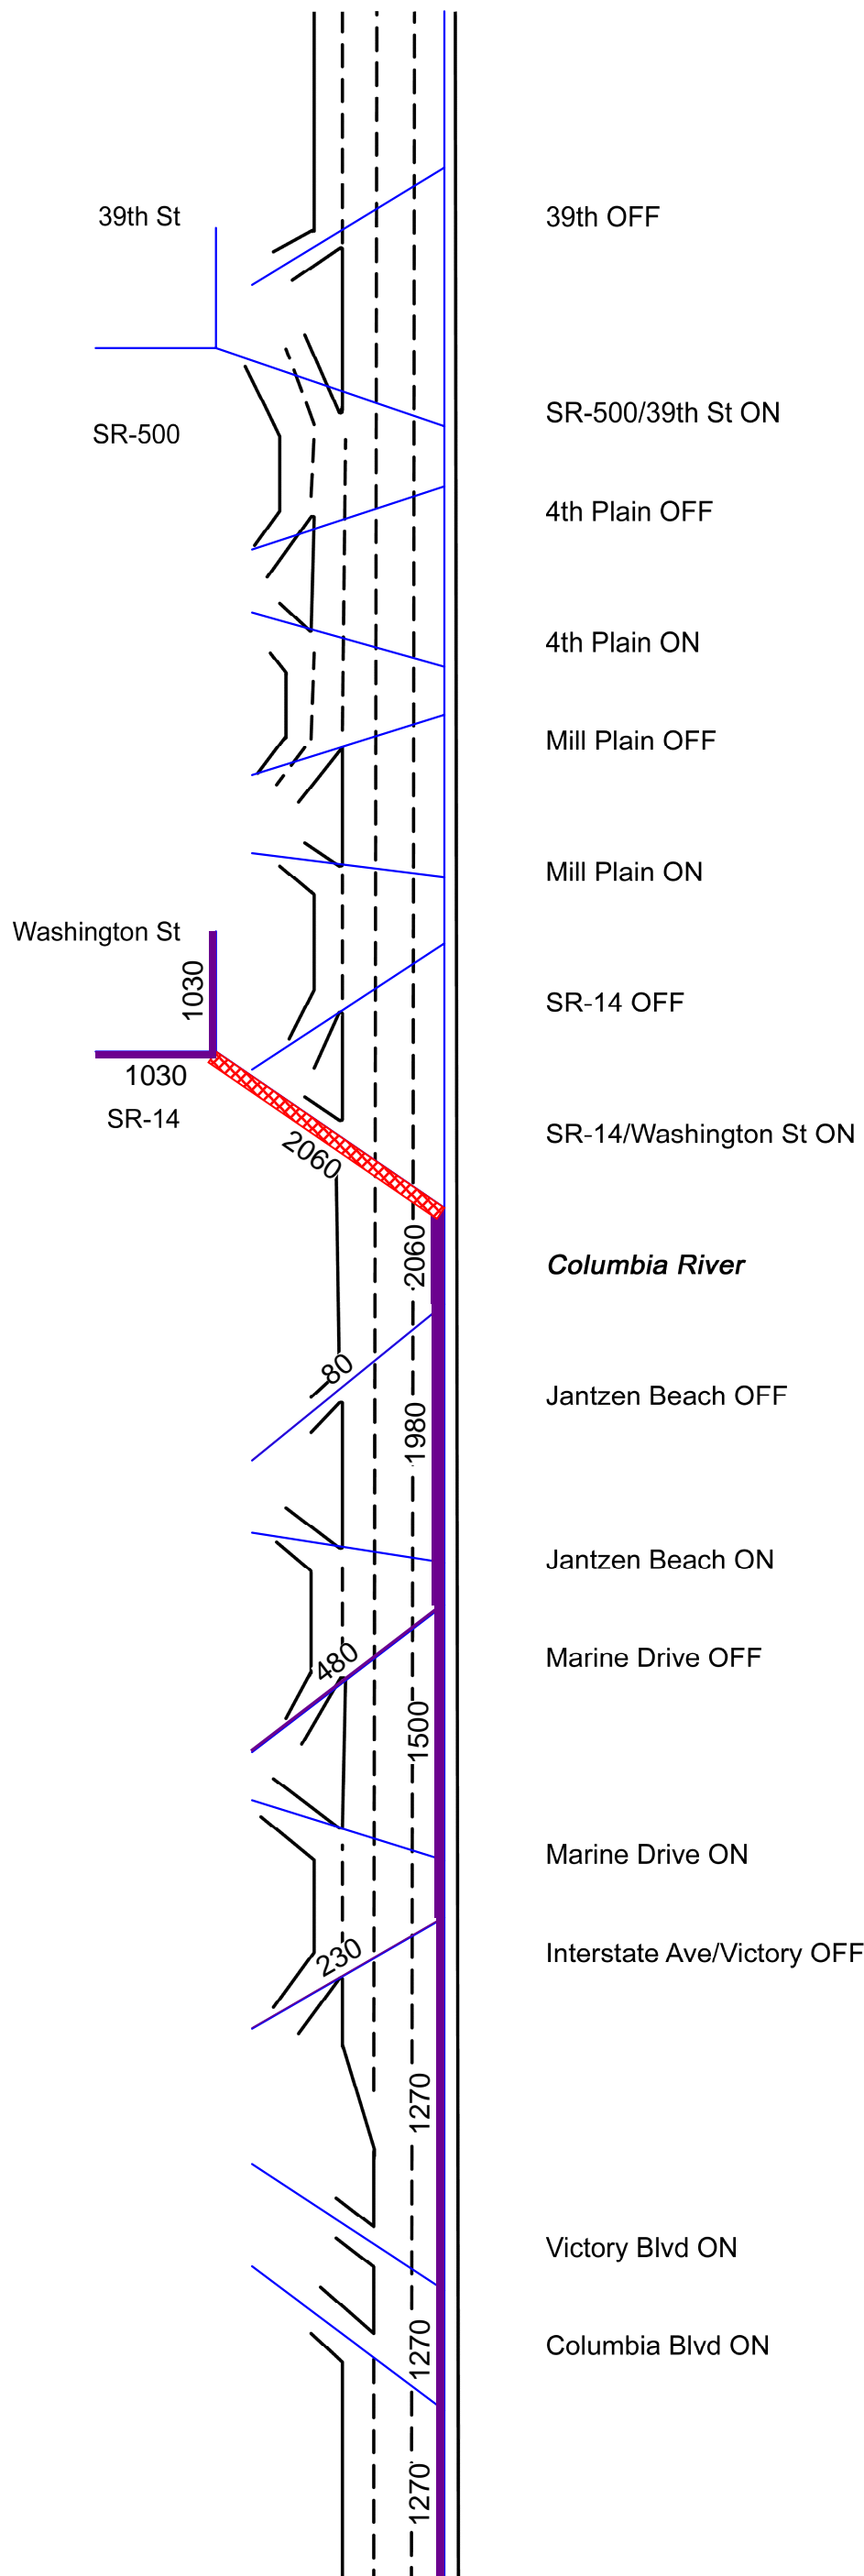 39th St
39th OFF
SR-500/39th St ON
SR-500
4th Plain OFF
4th Plain ON
Mill Plain OFF
Mill Plain ON
Washington St
1030
SR-14 OFF
1030
SR-14
SR-14/Washington St ON
2060
2060
Columbia River
80
Jantzen Beach OFF
1980
Jantzen Beach ON
480
Marine Drive OFF
1500
Marine Drive ON
230
Interstate Ave/Victory OFF
1270
Victory Blvd ON
1270
Columbia Blvd ON
1270